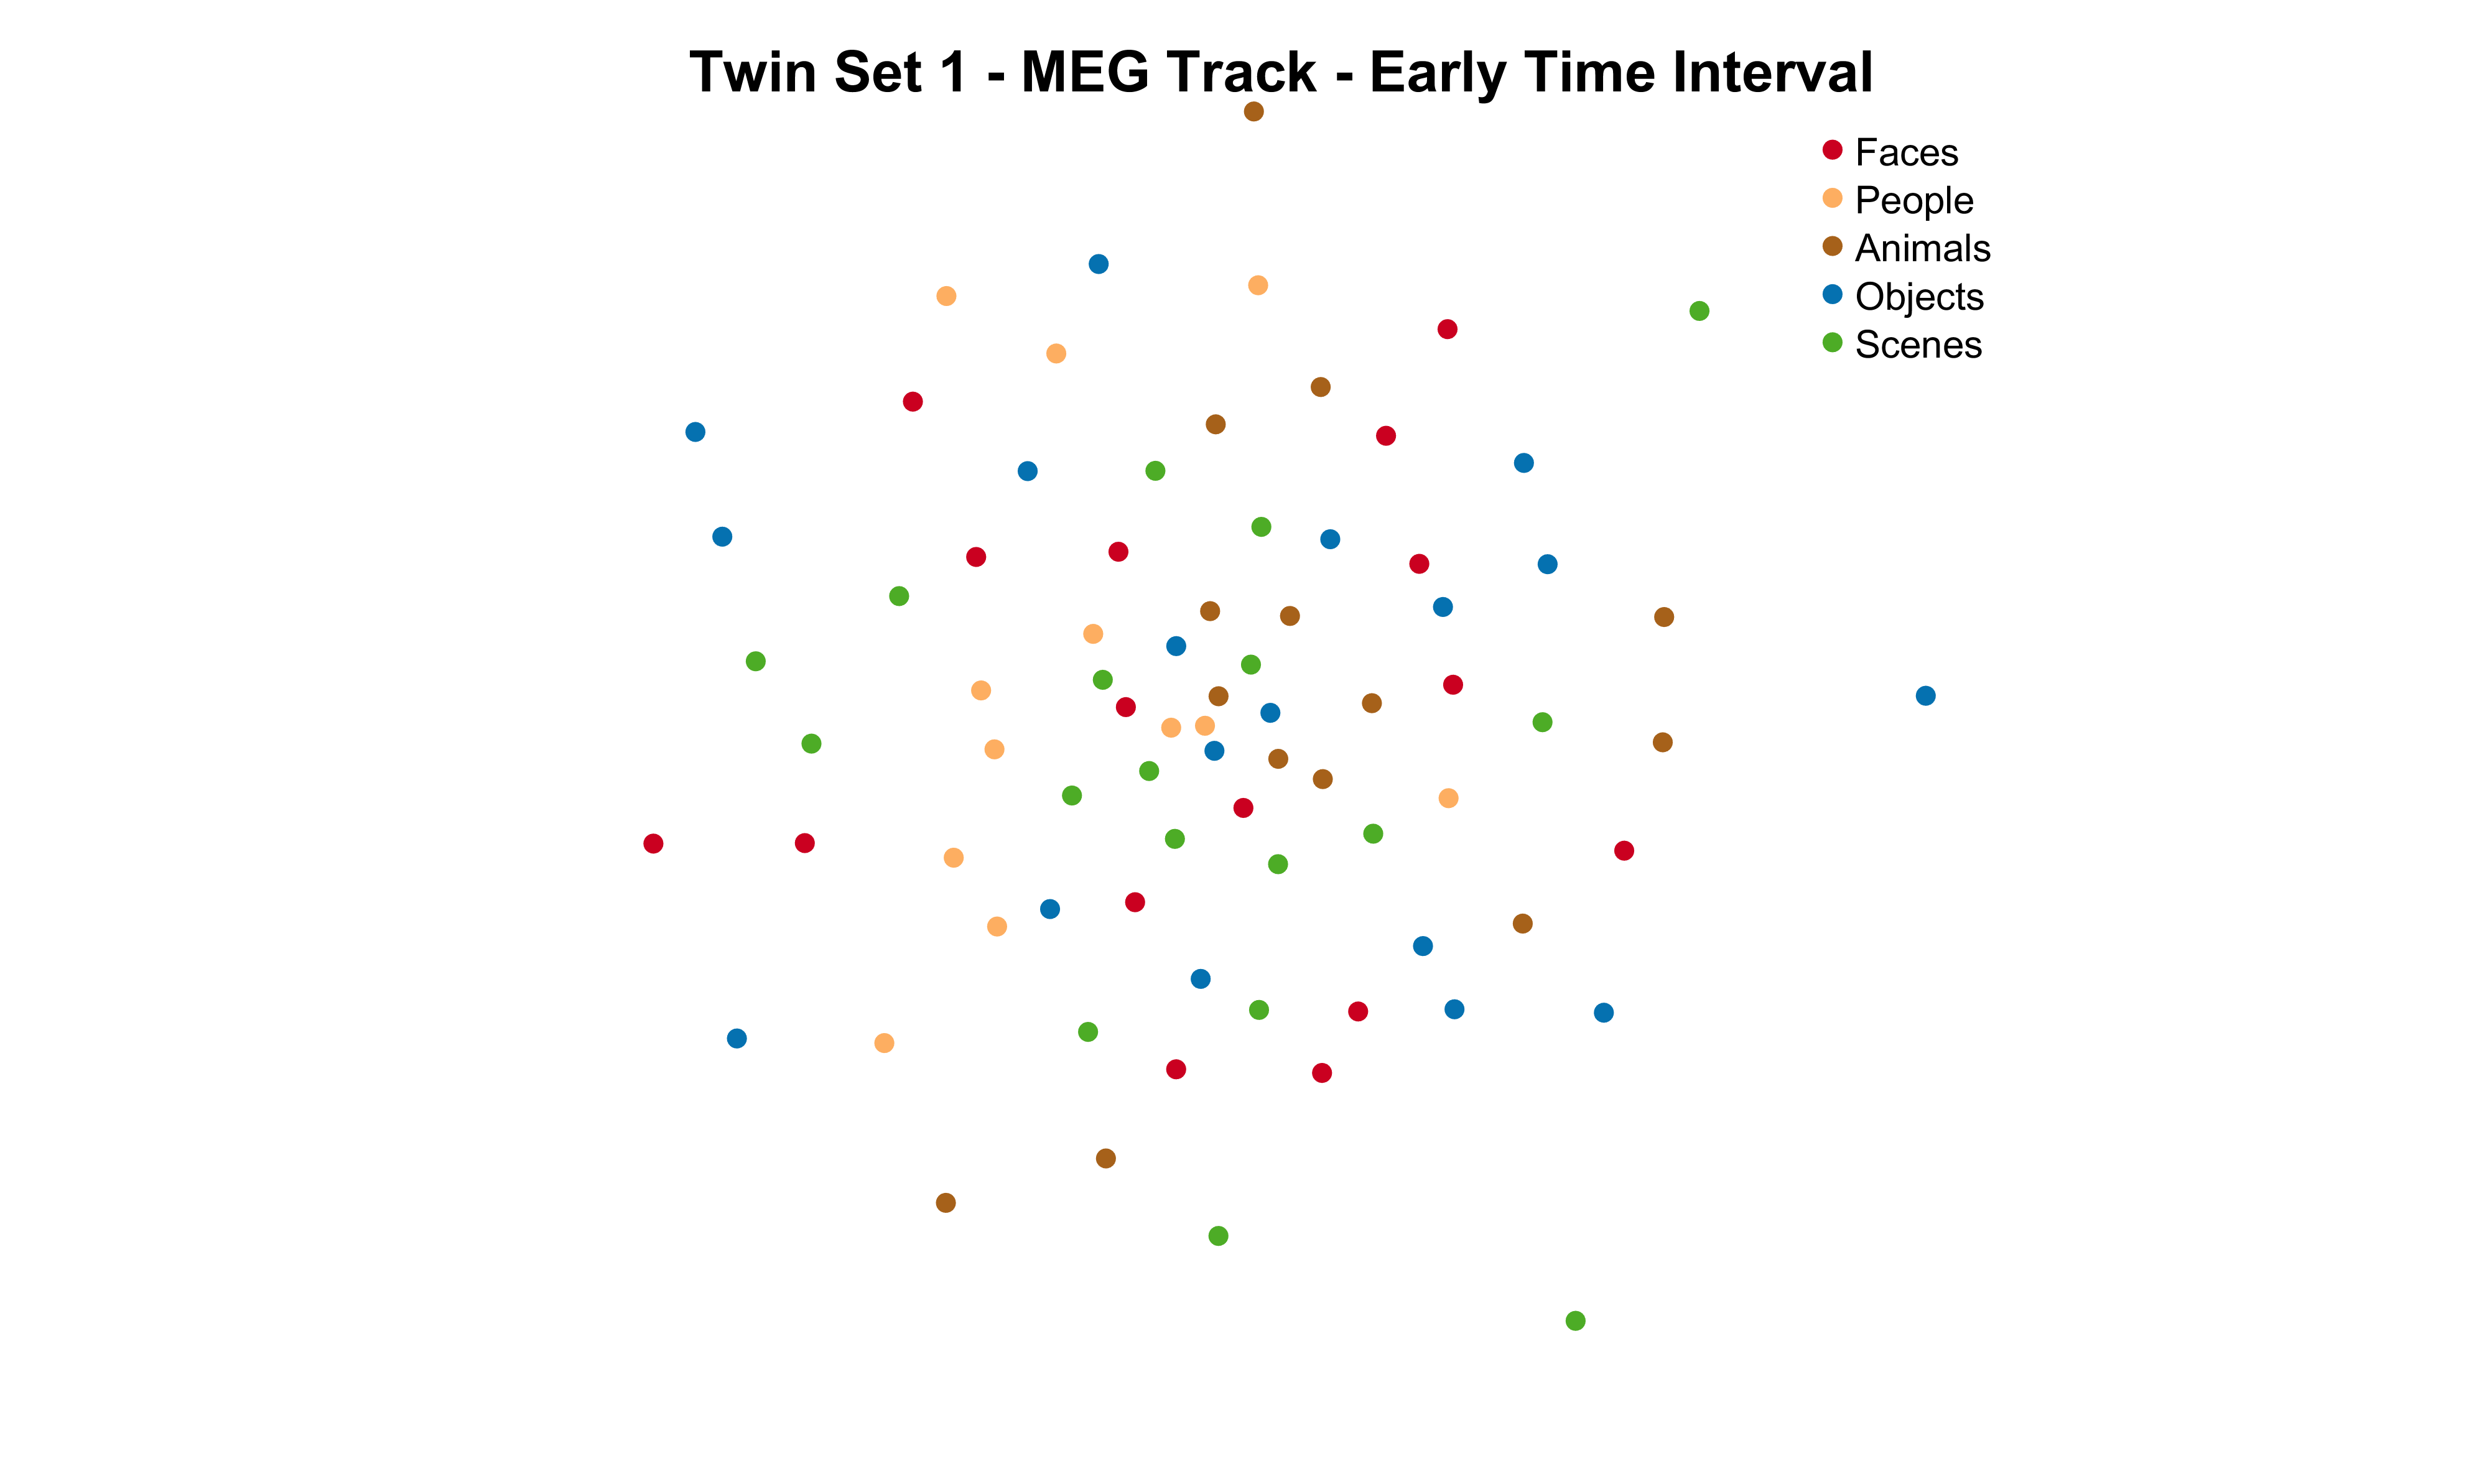 Twin Set 1 - MEG Track - Early Time Interval
Faces
People
Animals
Objects
Scenes